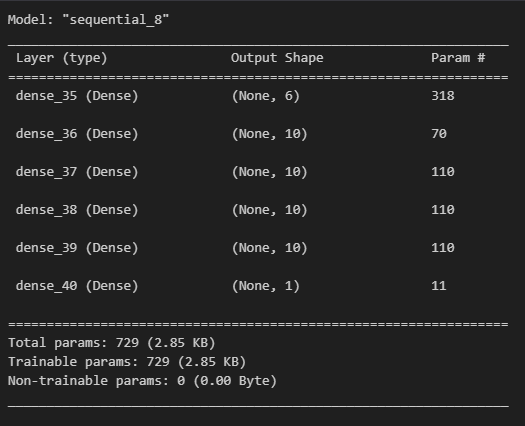 Model: "sequential_8"
_________________________________________________________________
Layer (type) Output Shape Param #
=================================================================
dense_35 (Dense) (None, 6) 318
dense_36 (Dense) (None, 10) 70
dense_37 (Dense) (None, 10) 110
dense_38 (Dense) (None, 10) 110
dense_39 (Dense) (None, 10) 110
dense_40 (Dense) (None, 1) 11
=================================================================
Total params: 729 (2.85 KB)
Trainable params: 729 (2.85 KB)
Non-trainable params: 0 (0.00 Byte)
_________________________________________________________________